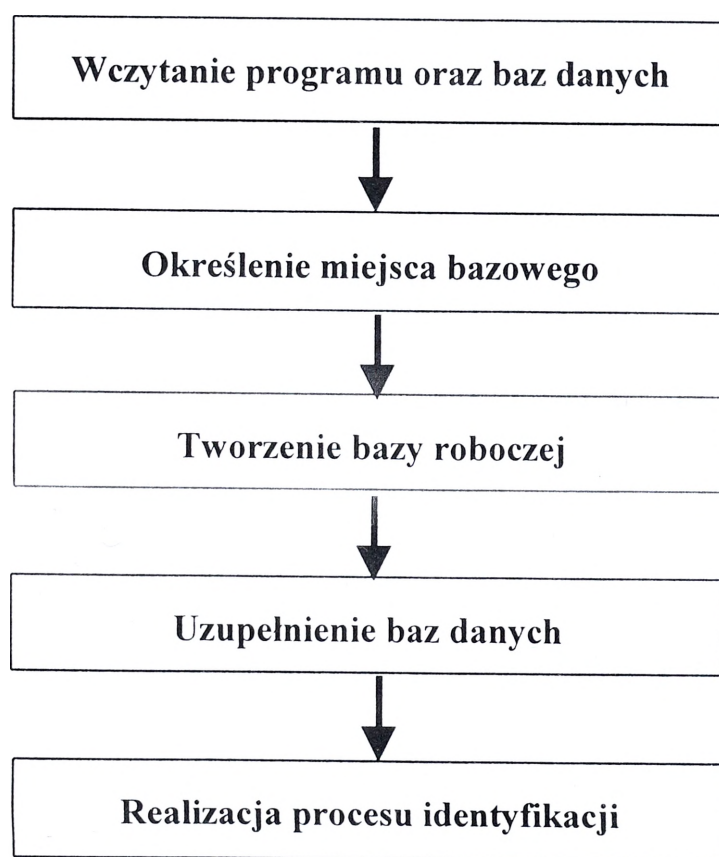 Wczytanie programu oraz baz danych
Określenie miejsca bazowego
Tworzenie bazy roboczej
Uzupełnienie baz danych
Realizacja procesu identyfikacji